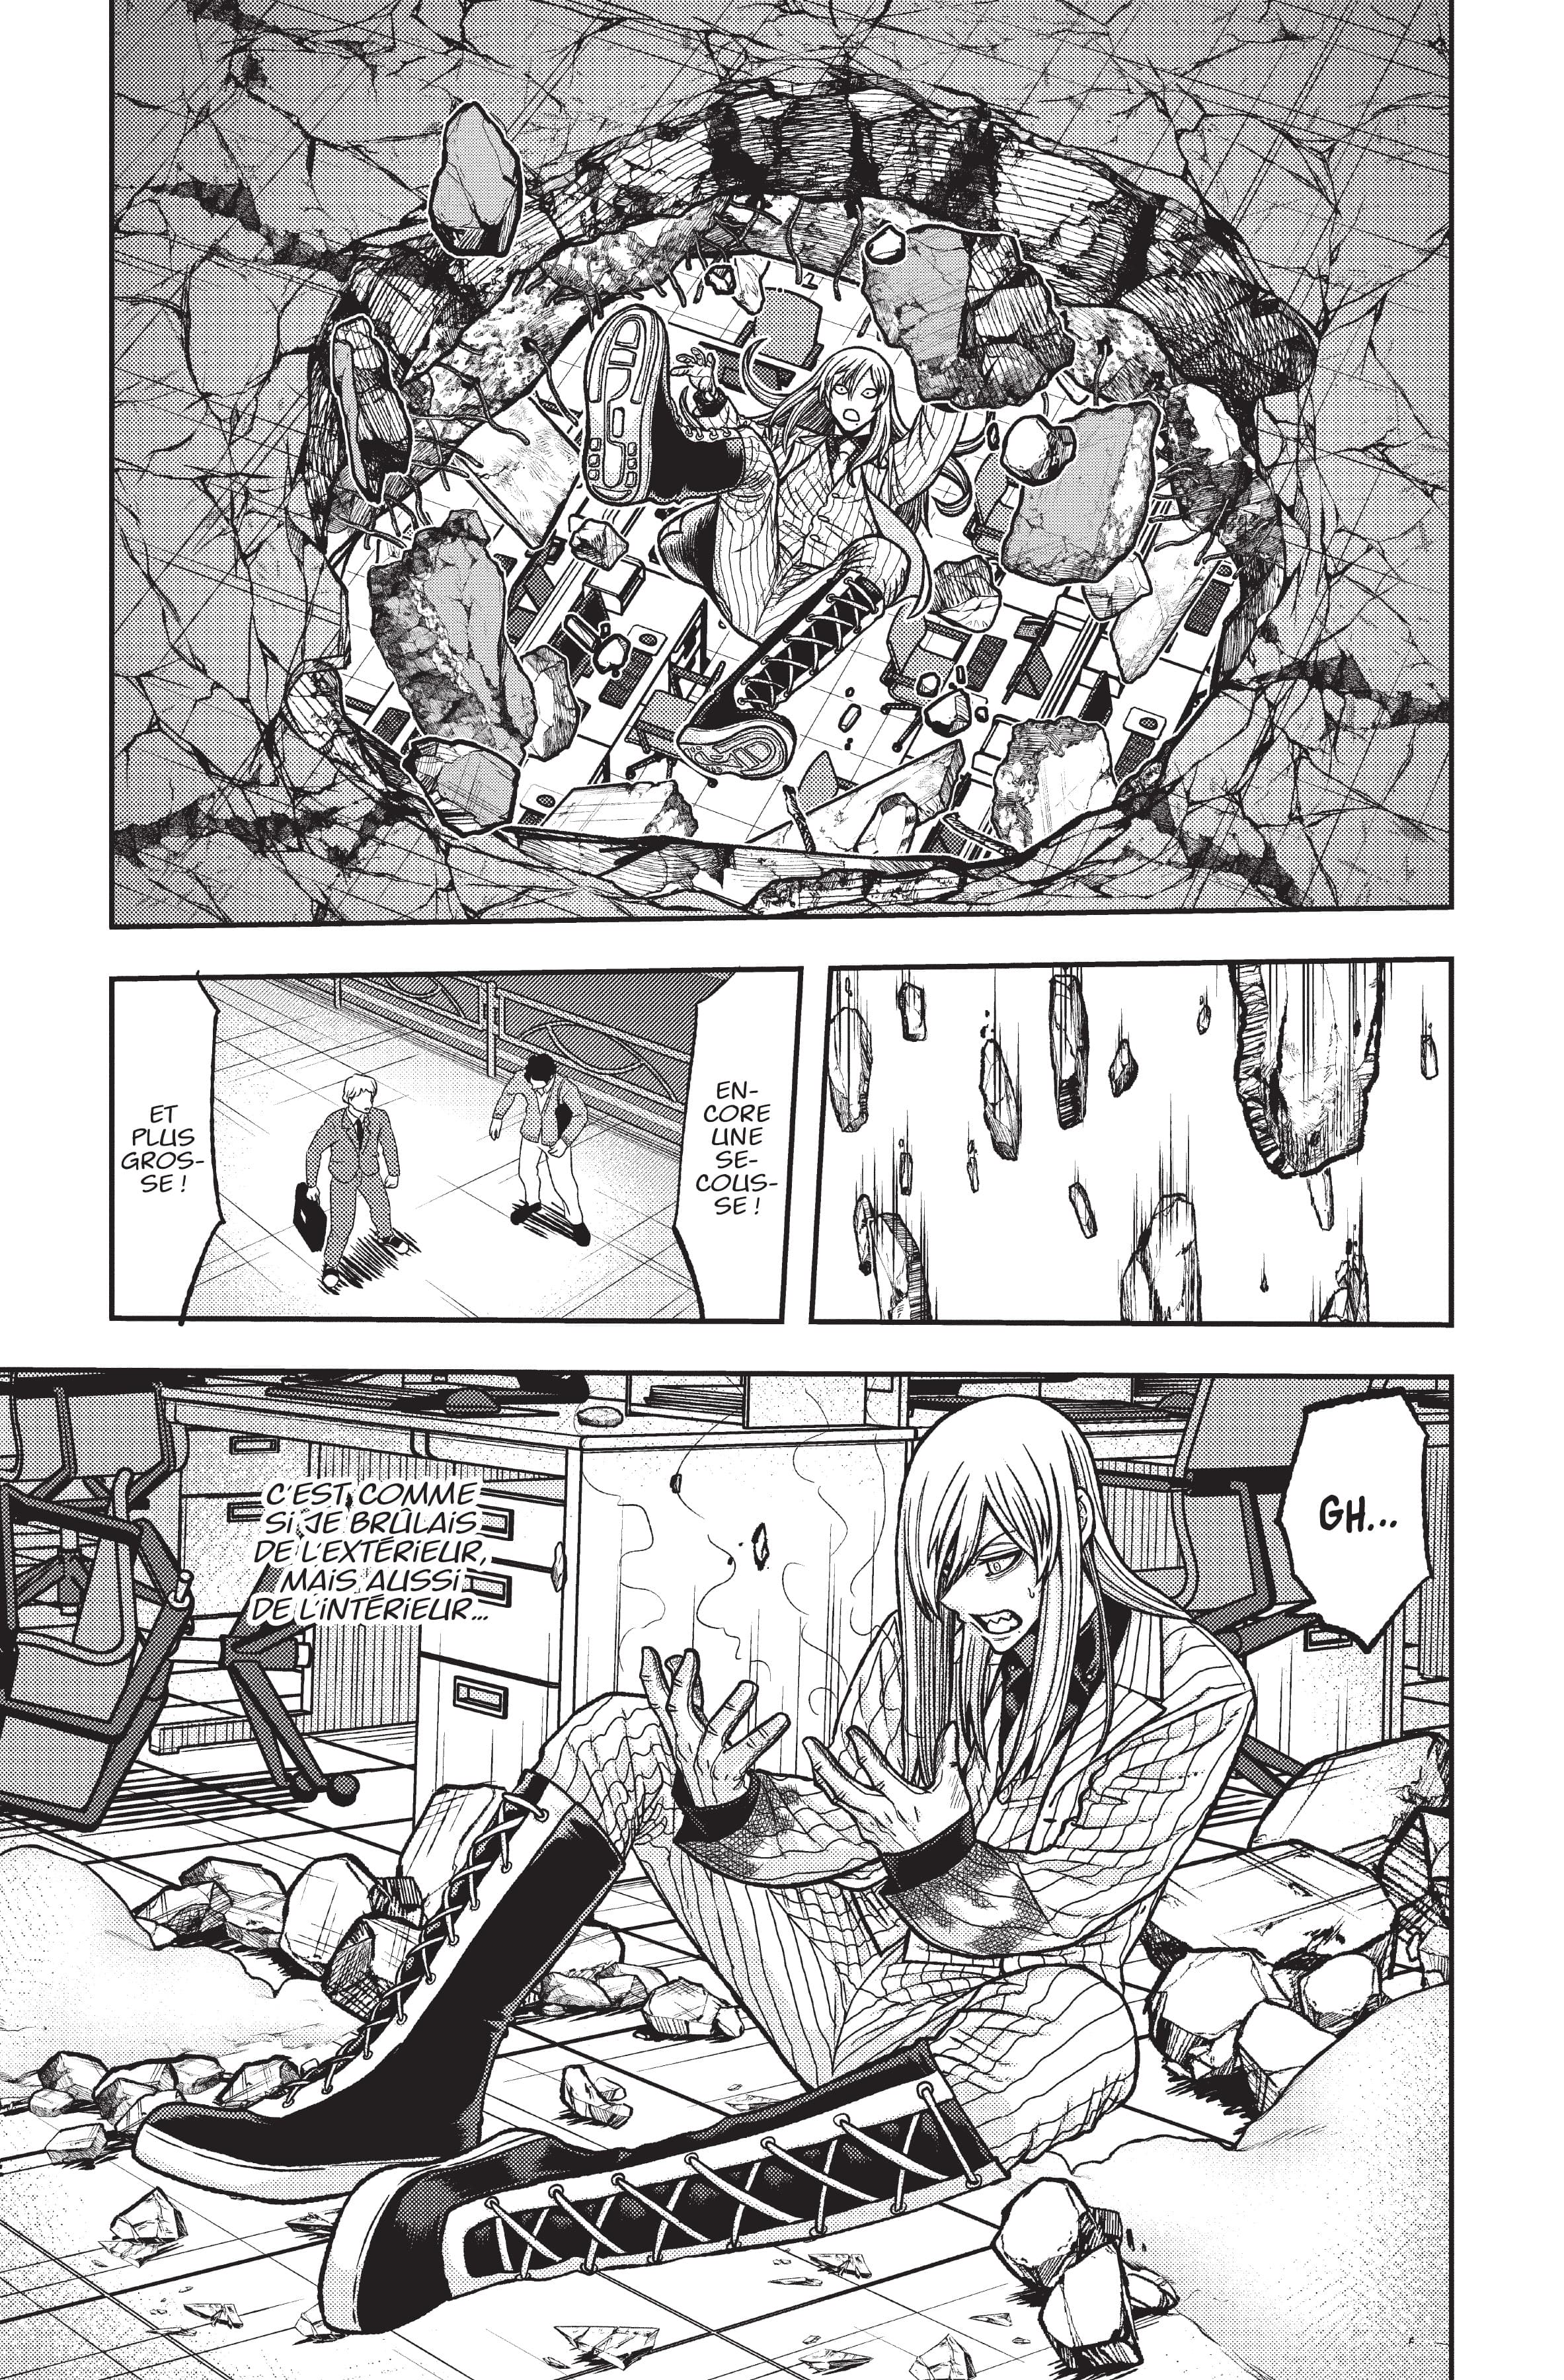 EN-
CORE
UNE
SE-
COUS-
SE !
ET
PLUS
GROS-
SE !
GH...
C'EST COMME
SI JE BRÛLAIS
DE L'EXTÉRIEUR,
MAIS AUSSI
DE L'INTÉRIEUR...